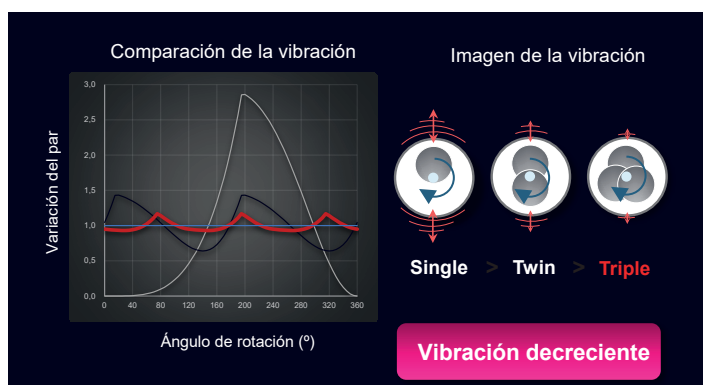 Comparación de la vibración
Imagen de la vibración
Variación del par
3,0
2,5
2,0
1,5
1,0
0,5
0,0
0 40 80 120 160 200 240 280 320 360
Ángulo de rotación (º)
Single > Twin > Triple
Vibración decreciente